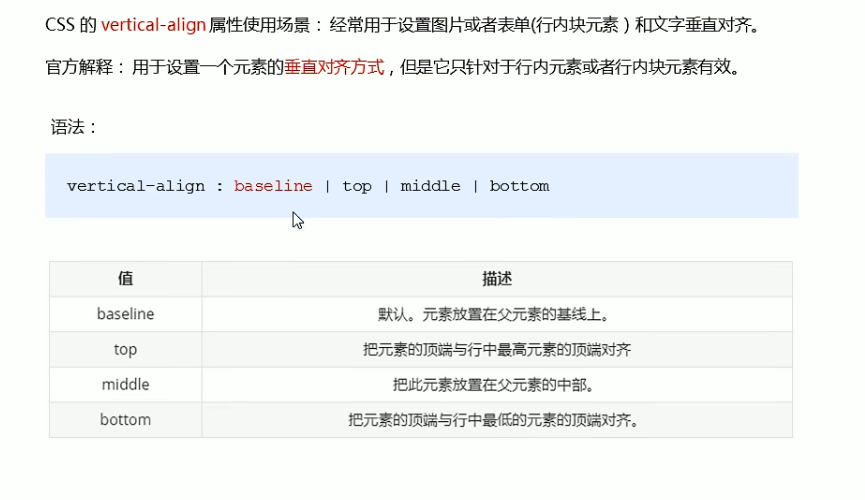 CSS 的 vertical-align 属性使用场景： 经常用于设置图片或者表单(行内块元素 ) 和文字垂直对齐。
官方解释： 用于设置一个元素的垂直对齐方式 , 但是它只针对于行内元素或者行内块元素有效。
语法：
vertical-align : baseline | top | middle | bottom
值 描述
baseline 默认。元素放置在父元素的基线上。
top 把元素的顶端与行中最高元素的顶端对齐
middle 把此元素放置在父元素的中部。
bottom 把元素的顶端与行中最低的元素的顶端对齐。